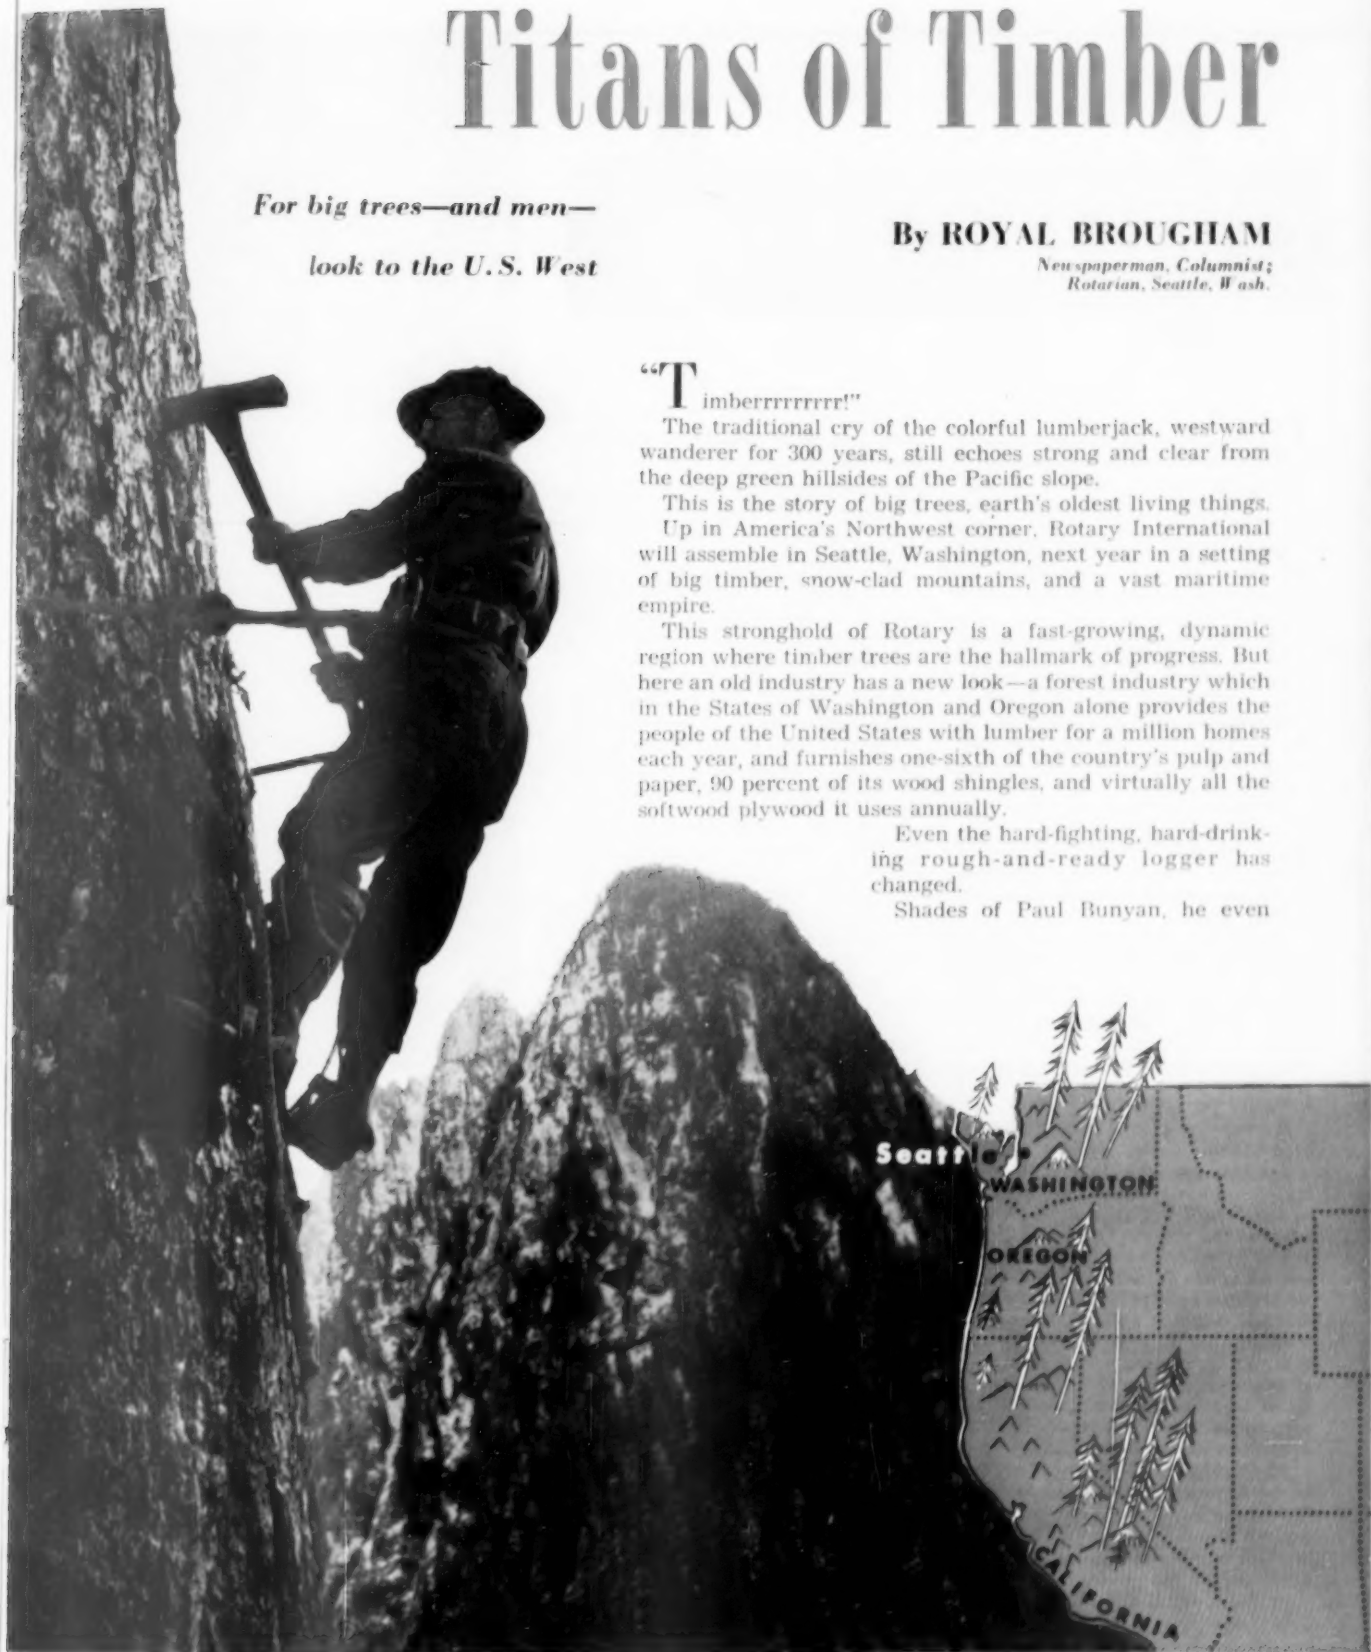 Titans of Timber
For big trees—and men—
look to the U.S. West
By ROYAL BROUGHAM
Newspaperman, Columnist;
Rotarian, Seattle, Wash.
“Timberrrrrrrrr!”
The traditional cry of the colorful lumberjack, westward
wanderer for 300 years, still echoes strong and clear from
the deep green hillsides of the Pacific slope.
This is the story of big trees, earth’s oldest living things.
Up in America’s Northwest corner, Rotary International
will assemble in Seattle, Washington, next year in a setting
of big timber, snow-clad mountains, and a vast maritime
empire.
This stronghold of Rotary is a fast-growing, dynamic
region where timber trees are the hallmark of progress. But
here an old industry has a new look—a forest industry which
in the States of Washington and Oregon alone provides the
people of the United States with lumber for a million homes
each year, and furnishes one-sixth of the country’s pulp and
paper, 90 percent of its wood shingles, and virtually all the
softwood plywood it uses annually.
Even the hard-fighting, hard-drink-
ing rough-and-ready logger has
changed.
Shades of Paul Bunyan, he even
Seattle
WASHINGTON
OREGON
CALIFORNIA